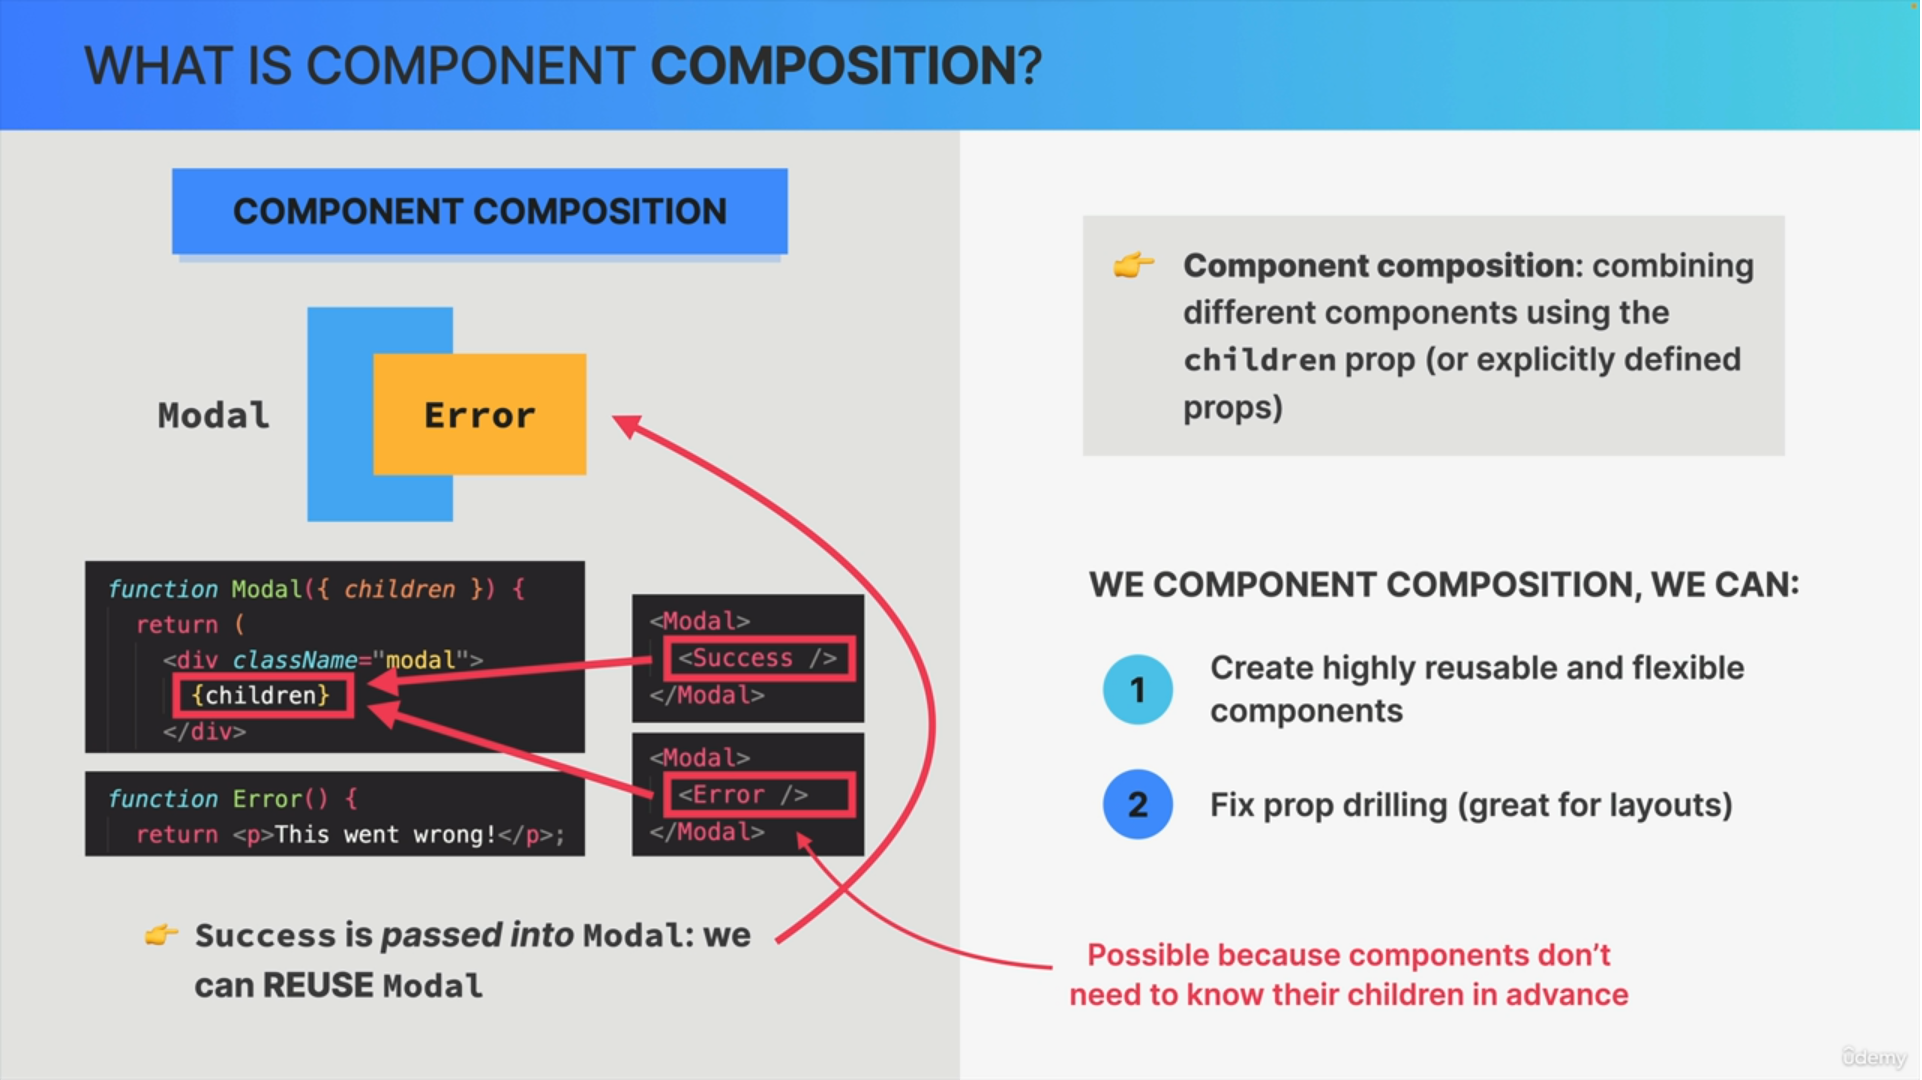 WHAT IS COMPONENT COMPOSITION?
COMPONENT COMPOSITION
Modal
Error
function Modal({ children }) {
return (
<div className="modal">
{children}
</div>
function Error() {
return <p>This went wrong!</p>;
<Modal>
<Success />
</Modal>
<Modal>
<Error />
</Modal>
👉 Success is passed into Modal: we
can REUSE Modal
👉 Component composition: combining
different components using the
children prop (or explicitly defined
props)
WE COMPONENT COMPOSITION, WE CAN:
1 Create highly reusable and flexible
components
2 Fix prop drilling (great for layouts)
Possible because components don’t
need to know their children in advance
ûdemy